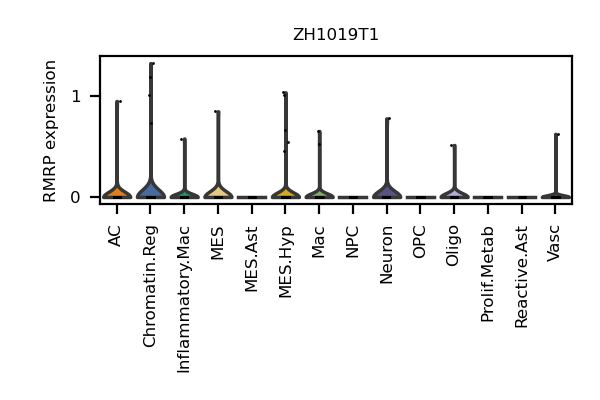 ZH1019T1
RMRP expression
1
0
AC
Chromatin.Reg
Inflammatory.Mac
MES
MES.Ast
MES.Hyp
Mac
NPC
Neuron
OPC
Oligo
Prolif.Metab
Reactive.Ast
Vasc